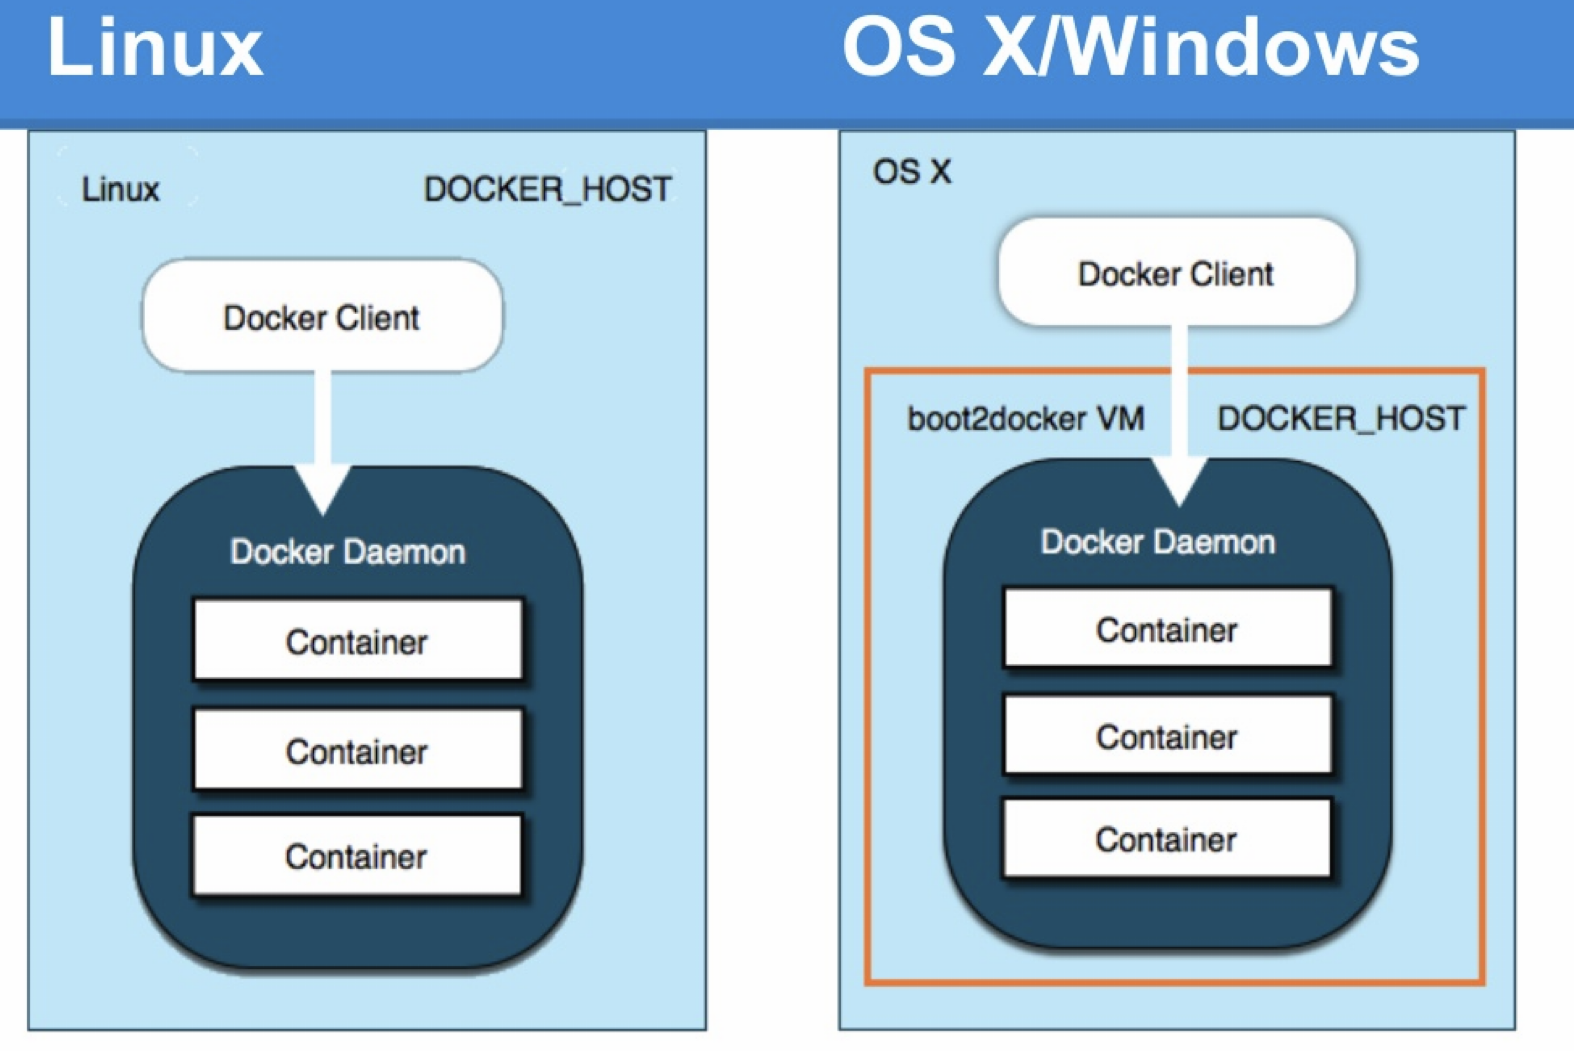 Linux
OS X/Windows
Linux
DOCKER_HOST
Docker Client
Docker Daemon
Container
Container
Container
OS X
Docker Client
boot2docker VM
DOCKER_HOST
Docker Daemon
Container
Container
Container